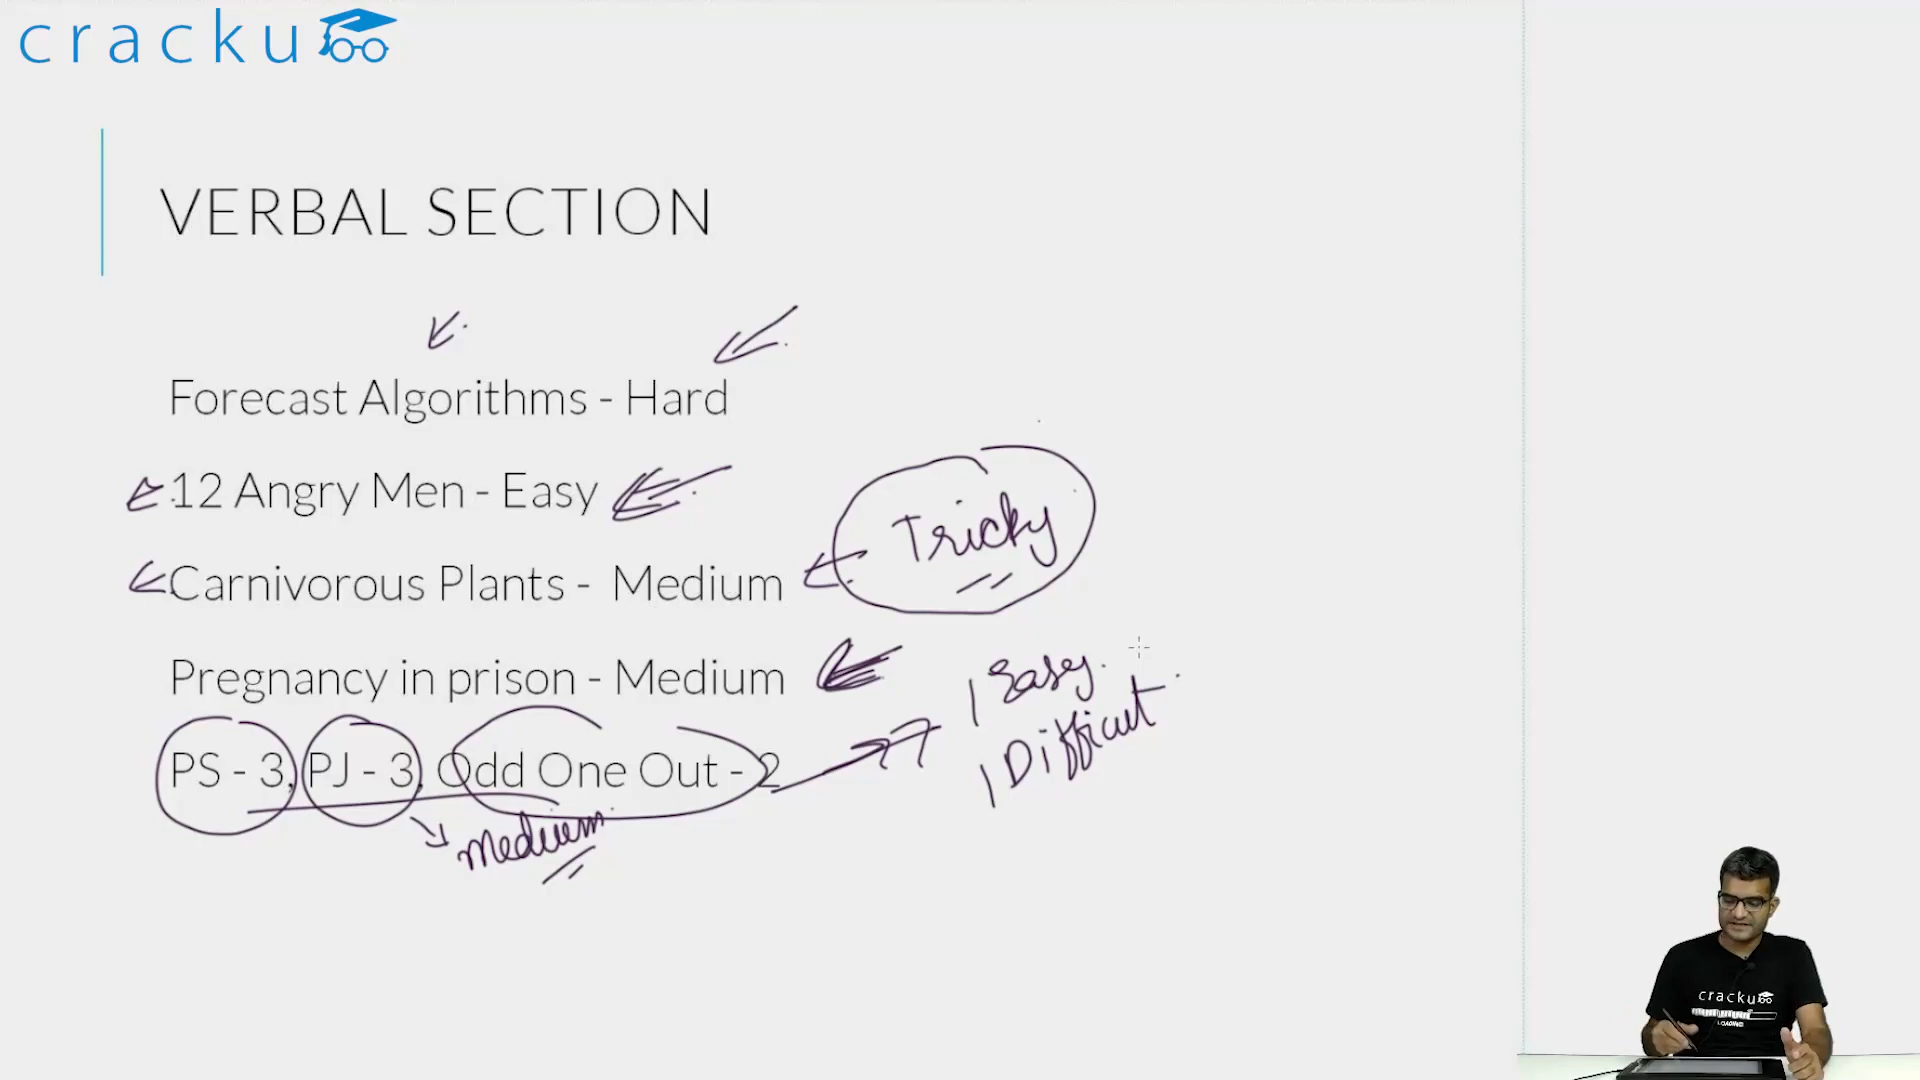 cracku
VERBAL SECTION
Forecast Algorithms - Hard
12 Angry Men - Easy
Tricky
Carnivorous Plants - Medium
Pregnancy in prison - Medium
1 Easy.
1 Difficult
PS - 3, PJ - 3, Odd One Out - 2
medium
cracku
LOADING